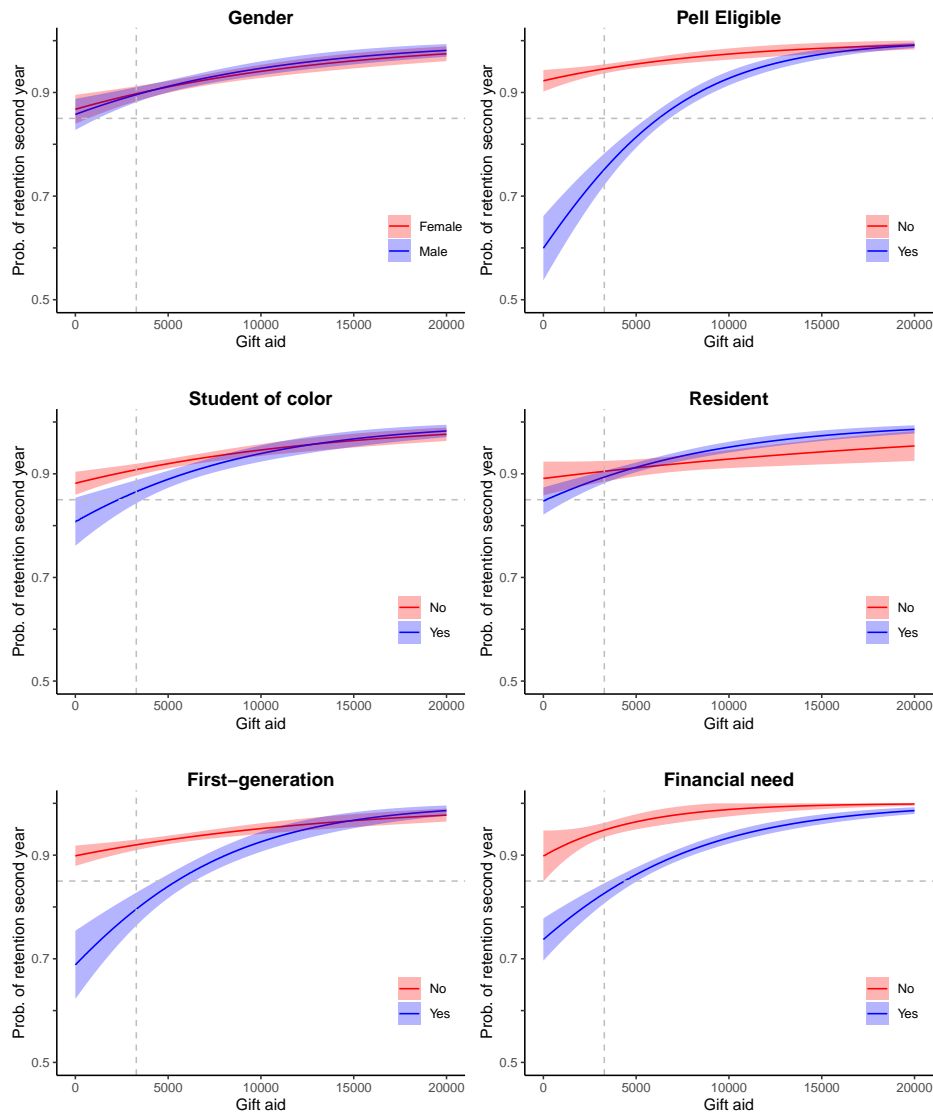 Gender
Prob. of retention second year
0.9
0.7
0.5
Female
Male
0 5000 10000 15000 20000
Gift aid
Pell Eligible
Prob. of retention second year
0.9
0.7
0.5
No
Yes
0 5000 10000 15000 20000
Gift aid
Student of color
Prob. of retention second year
0.9
0.7
0.5
No
Yes
0 5000 10000 15000 20000
Gift aid
Resident
Prob. of retention second year
0.9
0.7
0.5
No
Yes
0 5000 10000 15000 20000
Gift aid
First−generation
Prob. of retention second year
0.9
0.7
0.5
No
Yes
0 5000 10000 15000 20000
Gift aid
Financial need
Prob. of retention second year
0.9
0.7
0.5
No
Yes
0 5000 10000 15000 20000
Gift aid